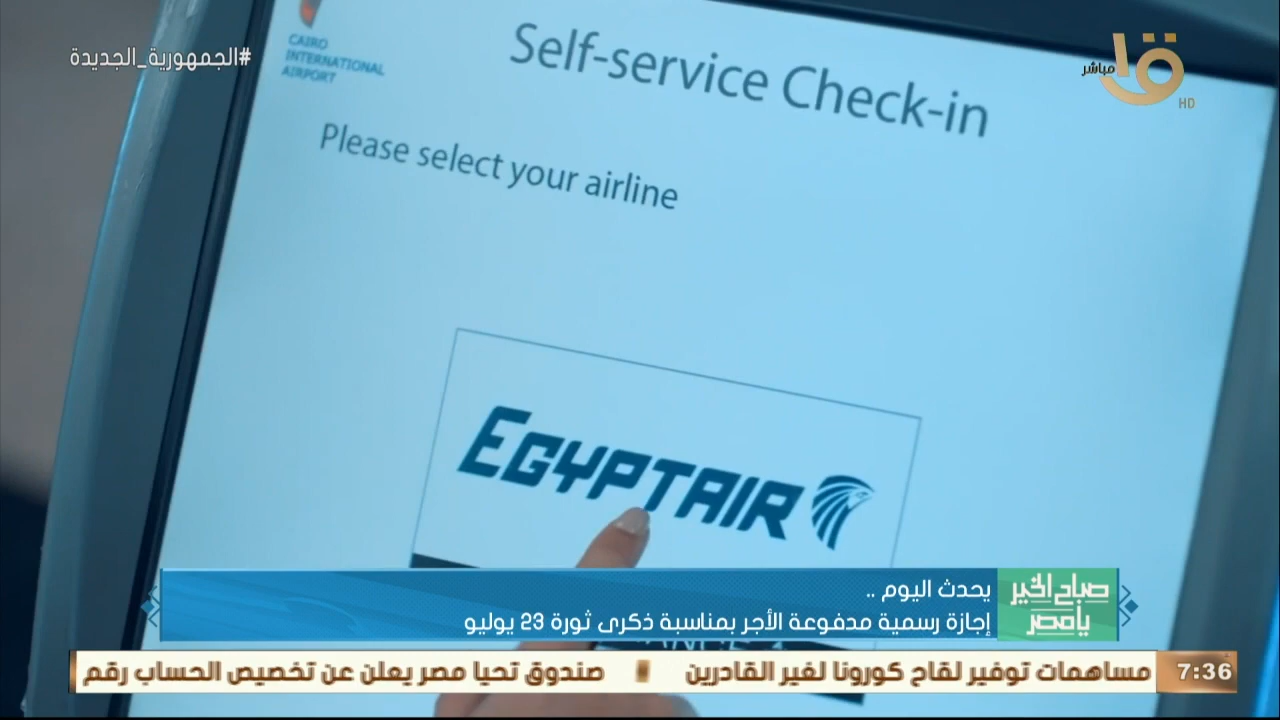 #الجمهورية_الجديدة
مباشر
HD
CAIRO
INTERNATIONAL
AIRPORT
Self-service Check-in
Please select your airline
EGYPTAIR
صباح الخير
يا مصر
يحدث اليوم ..
إجازة رسمية مدفوعة الأجر بمناسبة ذكرى ثورة 23 يوليو
7:36
مساهمات توفير لقاح كورونا لغير القادرين
صندوق تحيا مصر يعلن عن تخصيص الحساب رقم